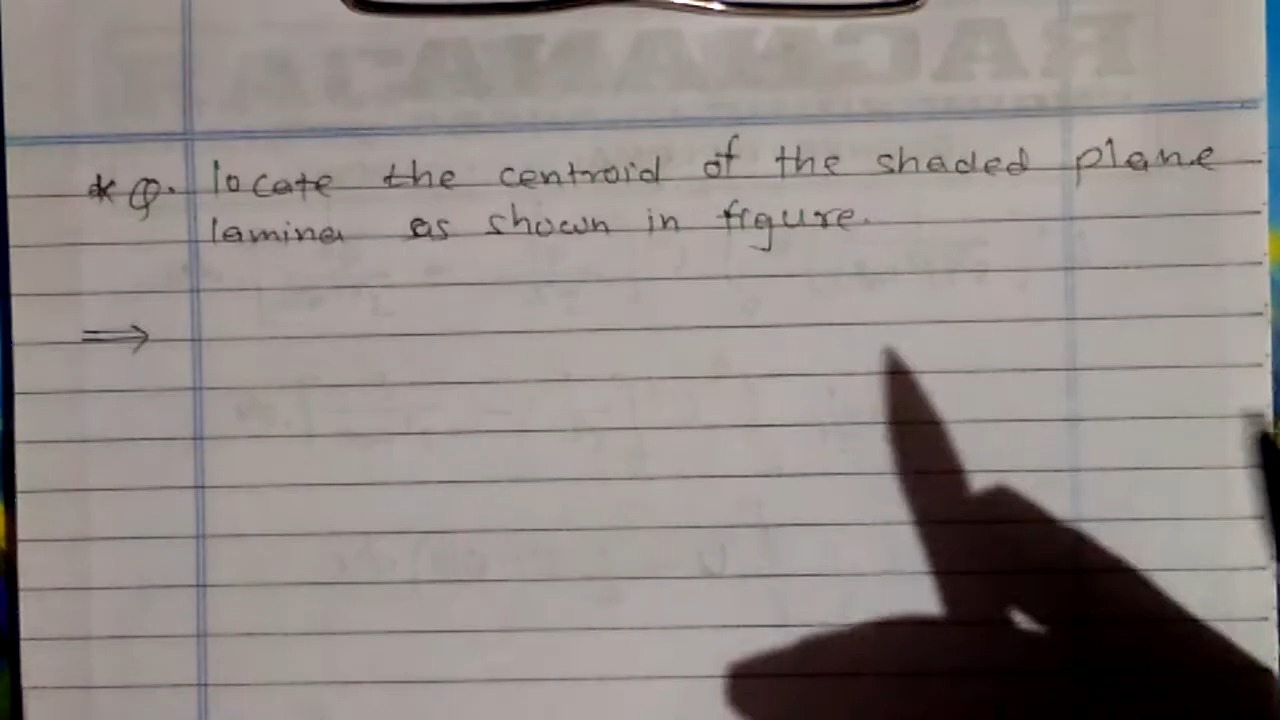 * Q. locate the centroid of the shaded plane
lamina as shown in figure.
⇒